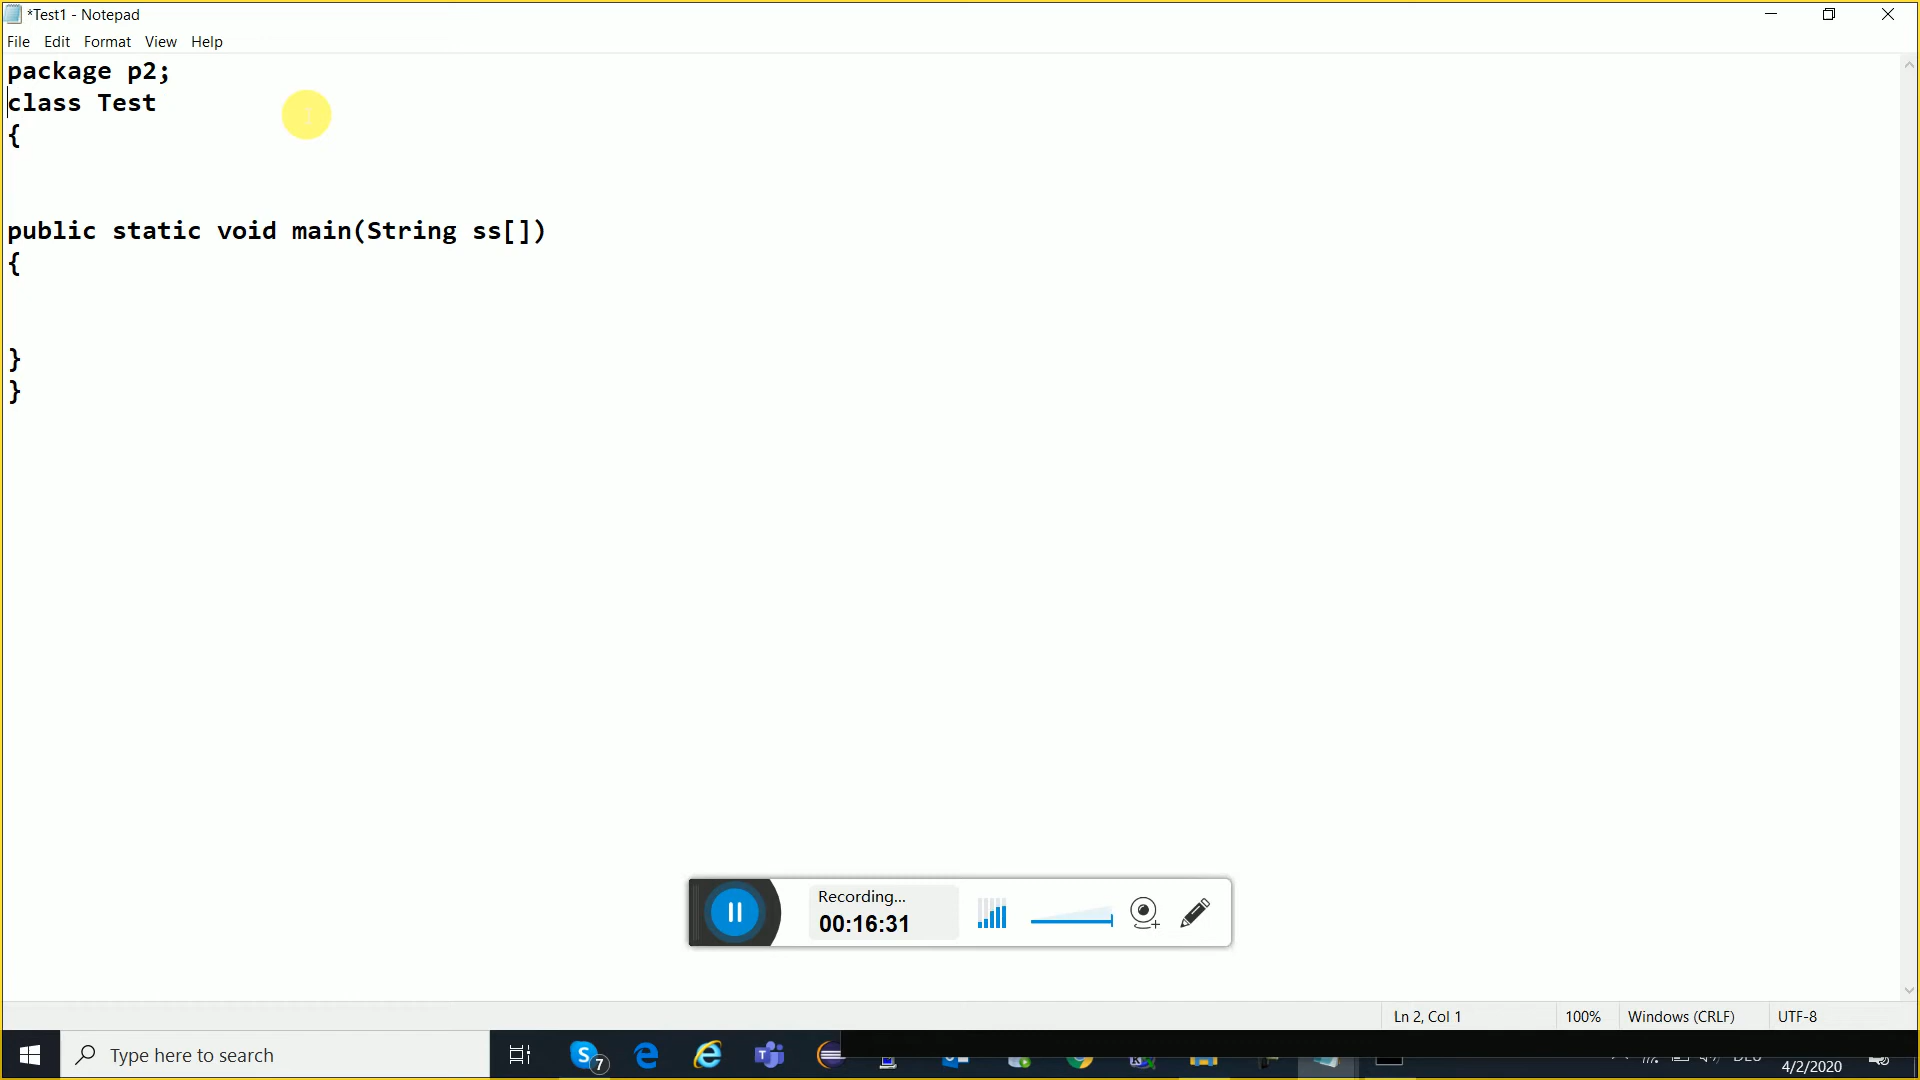 *Test1 - Notepad
File Edit Format View Help
package p2;
class Test
{
public static void main(String ss[])
{
}
}
Recording...
00:16:31
Ln 2, Col 1
100%
Windows (CRLF)
UTF-8
Type here to search
7
4/2/2020